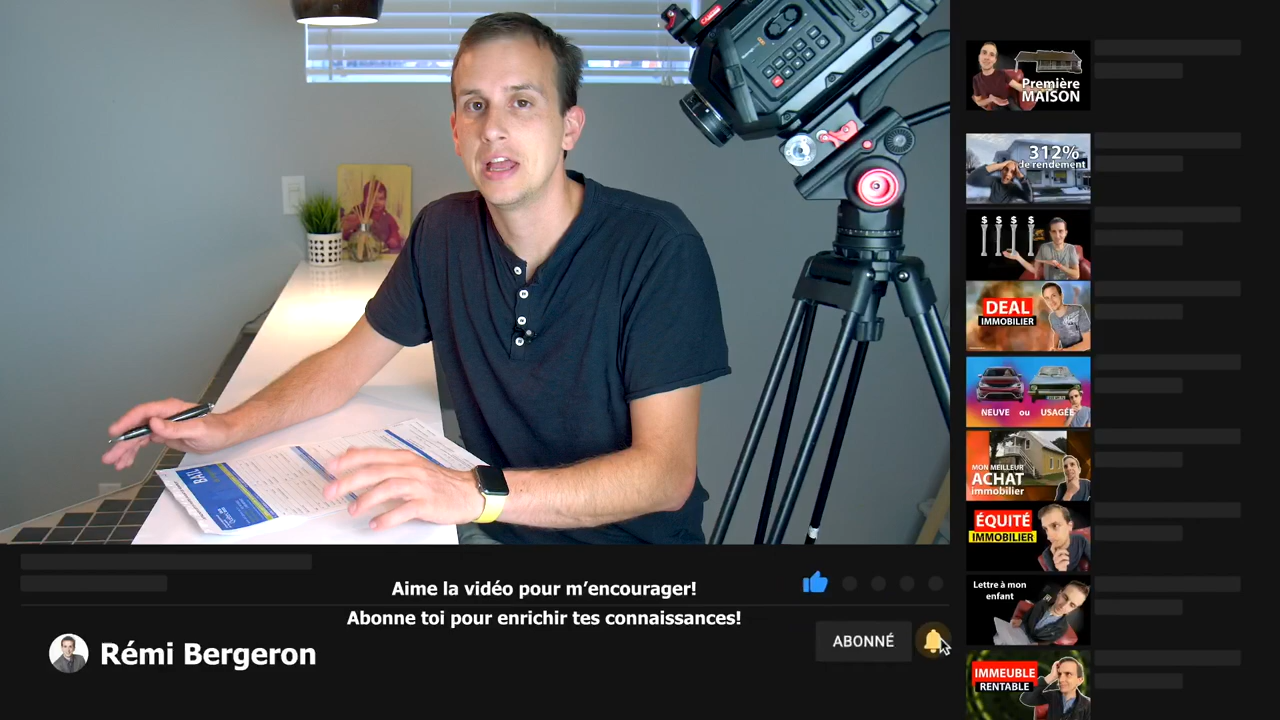 BAIL
Aime la vidéo pour m’encourager!
Abonne toi pour enrichir tes connaissances!
Rémi Bergeron
ABONNÉ
Première
MAISON
312%
de rendement
$ $ $ $
DEAL
IMMOBILIER
NEUVE ou USAGÉE
MON MEILLEUR
ACHAT
immobilier
ÉQUITÉ
IMMOBILIER
Lettre à mon
enfant
IMMEUBLE
RENTABLE